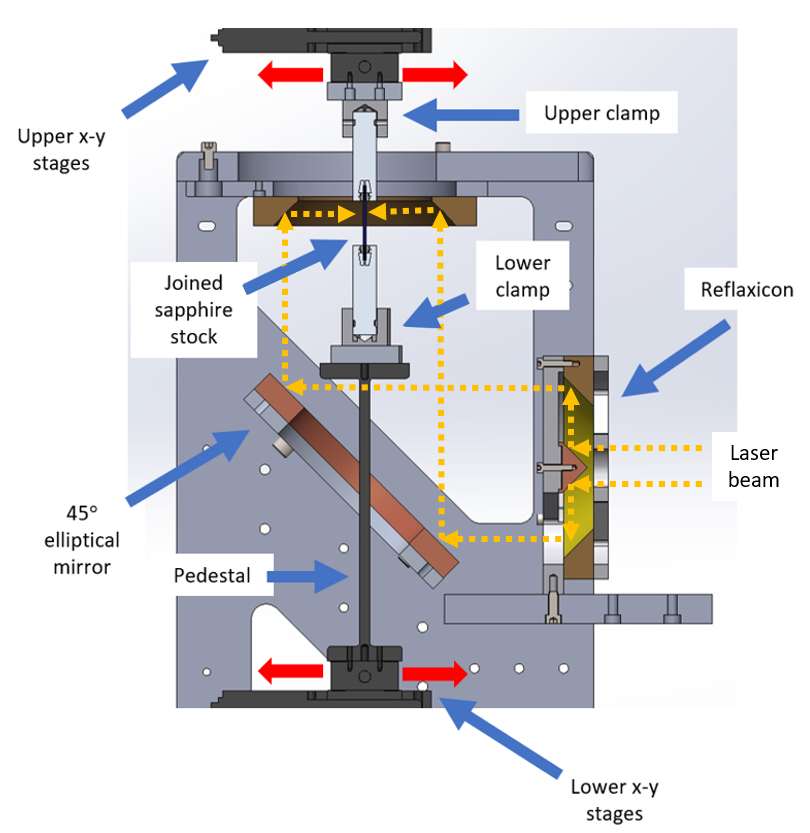 Upper x-y
stages
Upper clamp
Joined
sapphire
stock
Lower
clamp
Reflaxicon
Laser
beam
45°
elliptical
mirror
Pedestal
Lower x-y
stages